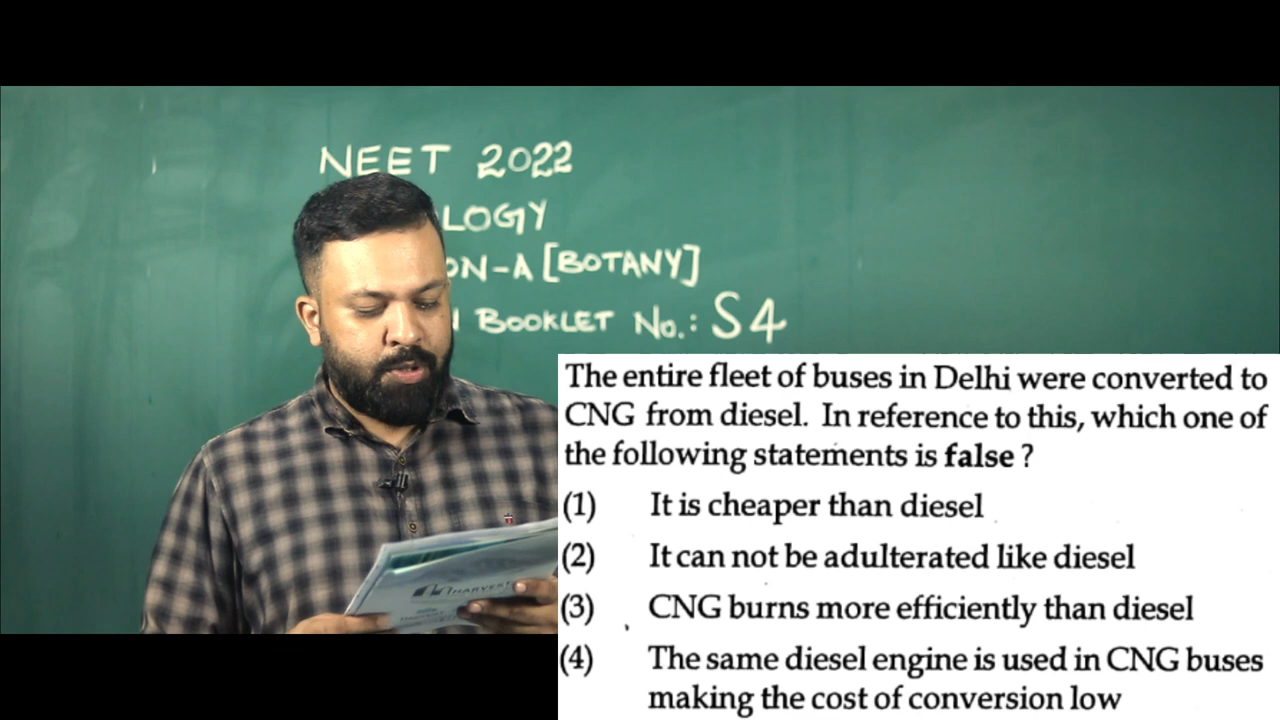 NEET 2022
LOGY
ON-A [BOTANY]
BOOKLET No.: S4
The entire fleet of buses in Delhi were converted to
CNG from diesel. In reference to this, which one of
the following statements is false ?
(1) It is cheaper than diesel
(2) It can not be adulterated like diesel
(3) CNG burns more efficiently than diesel
(4) The same diesel engine is used in CNG buses
making the cost of conversion low
HARVEST